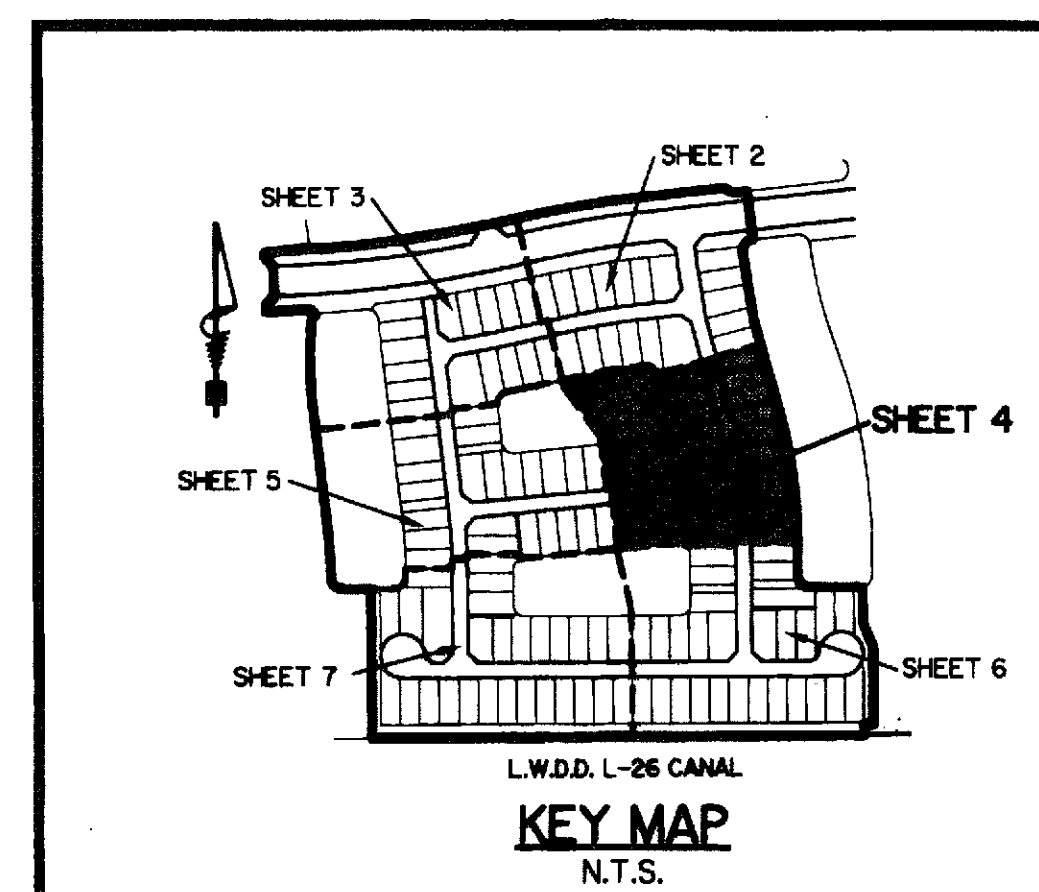 SHEET 2
SHEET 3
SHEET 4
SHEET 5
SHEET 7
SHEET 6
L.W.D.D. L-26 CANAL
KEY MAP
N.T.S.